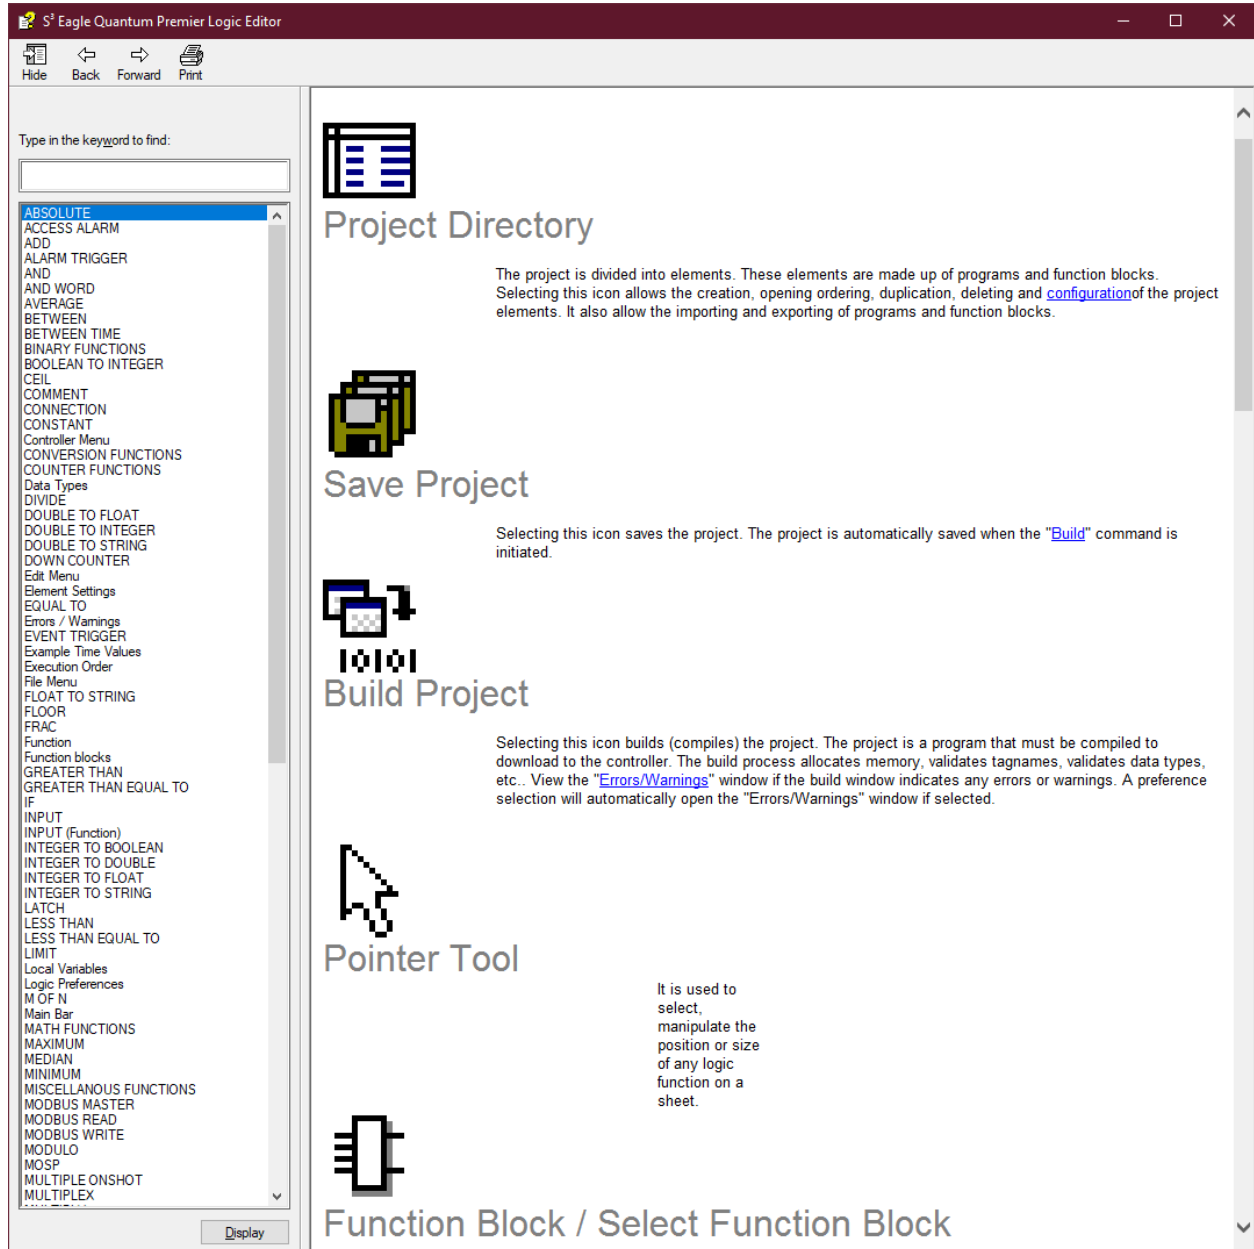 S³ Eagle Quantum Premier Logic Editor
Hide Back Forward Print
Type in the keyword to find:
ABSOLUTE
ACCESS ALARM
ADD
ALARM TRIGGER
AND
AND WORD
AVERAGE
BETWEEN
BETWEEN TIME
BINARY FUNCTIONS
BOOLEAN TO INTEGER
CEIL
COMMENT
CONNECTION
CONSTANT
Controller Menu
CONVERSION FUNCTIONS
COUNTER FUNCTIONS
Data Types
DIVIDE
DOUBLE TO FLOAT
DOUBLE TO INTEGER
DOUBLE TO STRING
DOWN COUNTER
Edit Menu
Element Settings
EQUAL TO
Errors / Warnings
EVENT TRIGGER
Example Time Values
Execution Order
File Menu
FLOAT TO STRING
FLOOR
FRAC
Function
Function blocks
GREATER THAN
GREATER THAN EQUAL TO
IF
INPUT
INPUT (Function)
INTEGER TO BOOLEAN
INTEGER TO DOUBLE
INTEGER TO FLOAT
INTEGER TO STRING
LATCH
LESS THAN
LESS THAN EQUAL TO
LIMIT
Local Variables
Logic Preferences
M OF N
Main Bar
MATH FUNCTIONS
MAXIMUM
MEDIAN
MINIMUM
MISCELLANOUS FUNCTIONS
MODBUS MASTER
MODBUS READ
MODBUS WRITE
MODULO
MOSP
MULTIPLE ONSHOT
MULTIPLEX
Display
Project Directory
The project is divided into elements. These elements are made up of programs and function blocks.
Selecting this icon allows the creation, opening ordering, duplication, deleting and configurationof the project
elements. It also allow the importing and exporting of programs and function blocks.
Save Project
Selecting this icon saves the project. The project is automatically saved when the "Build" command is
initiated.
10101
Build Project
Selecting this icon builds (compiles) the project. The project is a program that must be compiled to
download to the controller. The build process allocates memory, validates tagnames, validates data types,
etc.. View the "Errors/Warnings" window if the build window indicates any errors or warnings. A preference
selection will automatically open the "Errors/Warnings" window if selected.
Pointer Tool
It is used to
select,
manipulate the
position or size
of any logic
function on a
sheet.
Function Block / Select Function Block